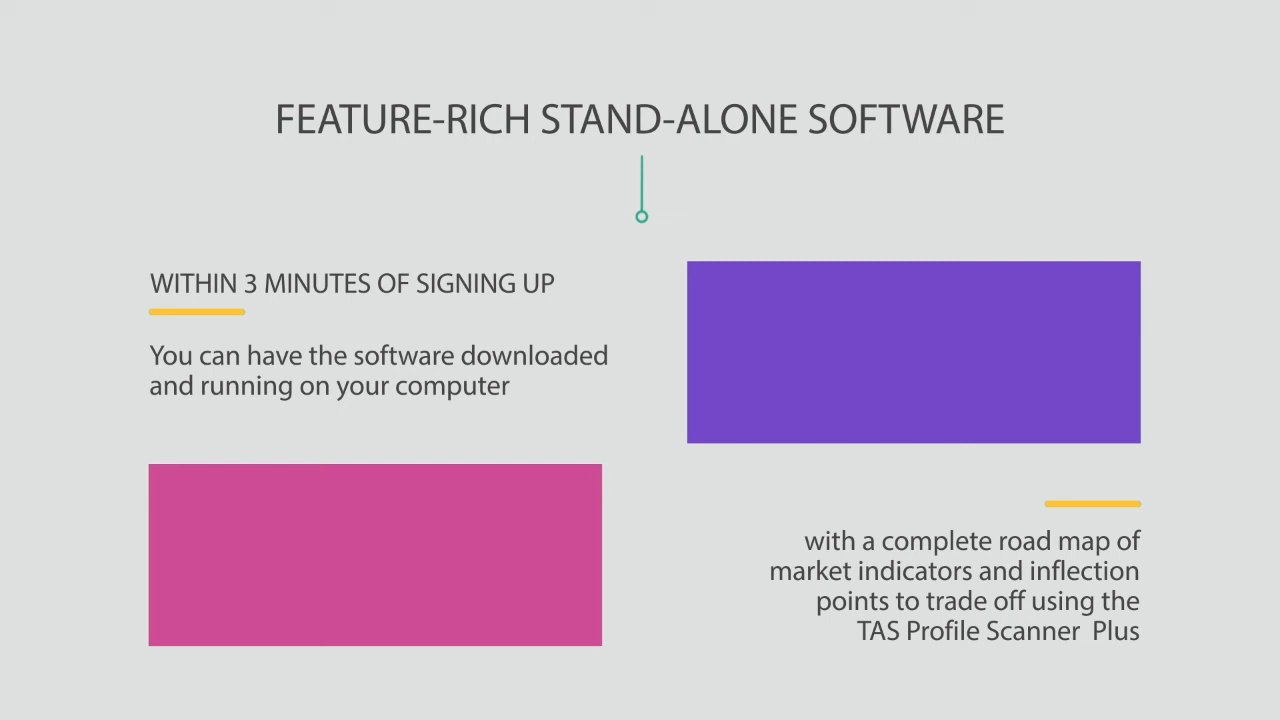 FEATURE-RICH STAND-ALONE SOFTWARE
WITHIN 3 MINUTES OF SIGNING UP
You can have the software downloaded
and running on your computer
with a complete road map of
market indicators and inflection
points to trade off using the
TAS Profile Scanner  Plus